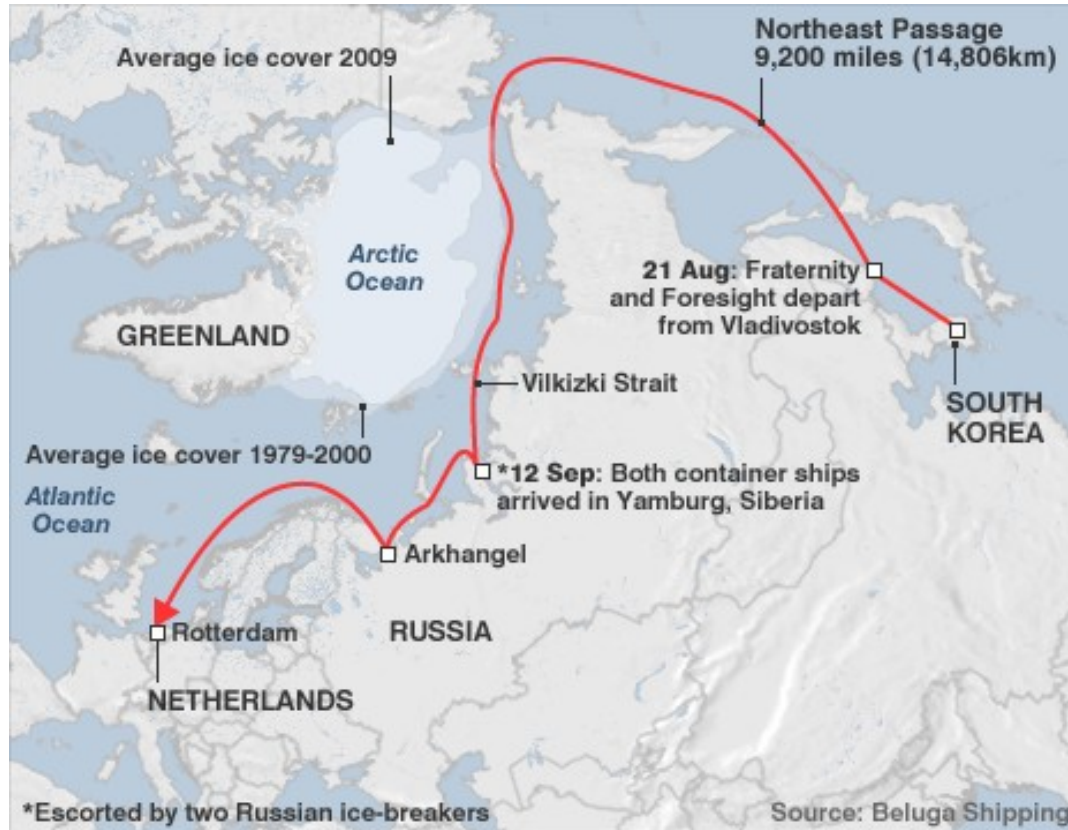 Northeast Passage
9,200 miles (14,806km)
Average ice cover 2009
Arctic
Ocean
21 Aug: Fraternity
and Foresight depart
from Vladivostok
GREENLAND
Vilkizki Strait
SOUTH
KOREA
Average ice cover 1979-2000
*12 Sep: Both container ships
arrived in Yamburg, Siberia
Atlantic
Ocean
Arkhangel
Rotterdam
RUSSIA
NETHERLANDS
*Escorted by two Russian ice-breakers
Source: Beluga Shipping